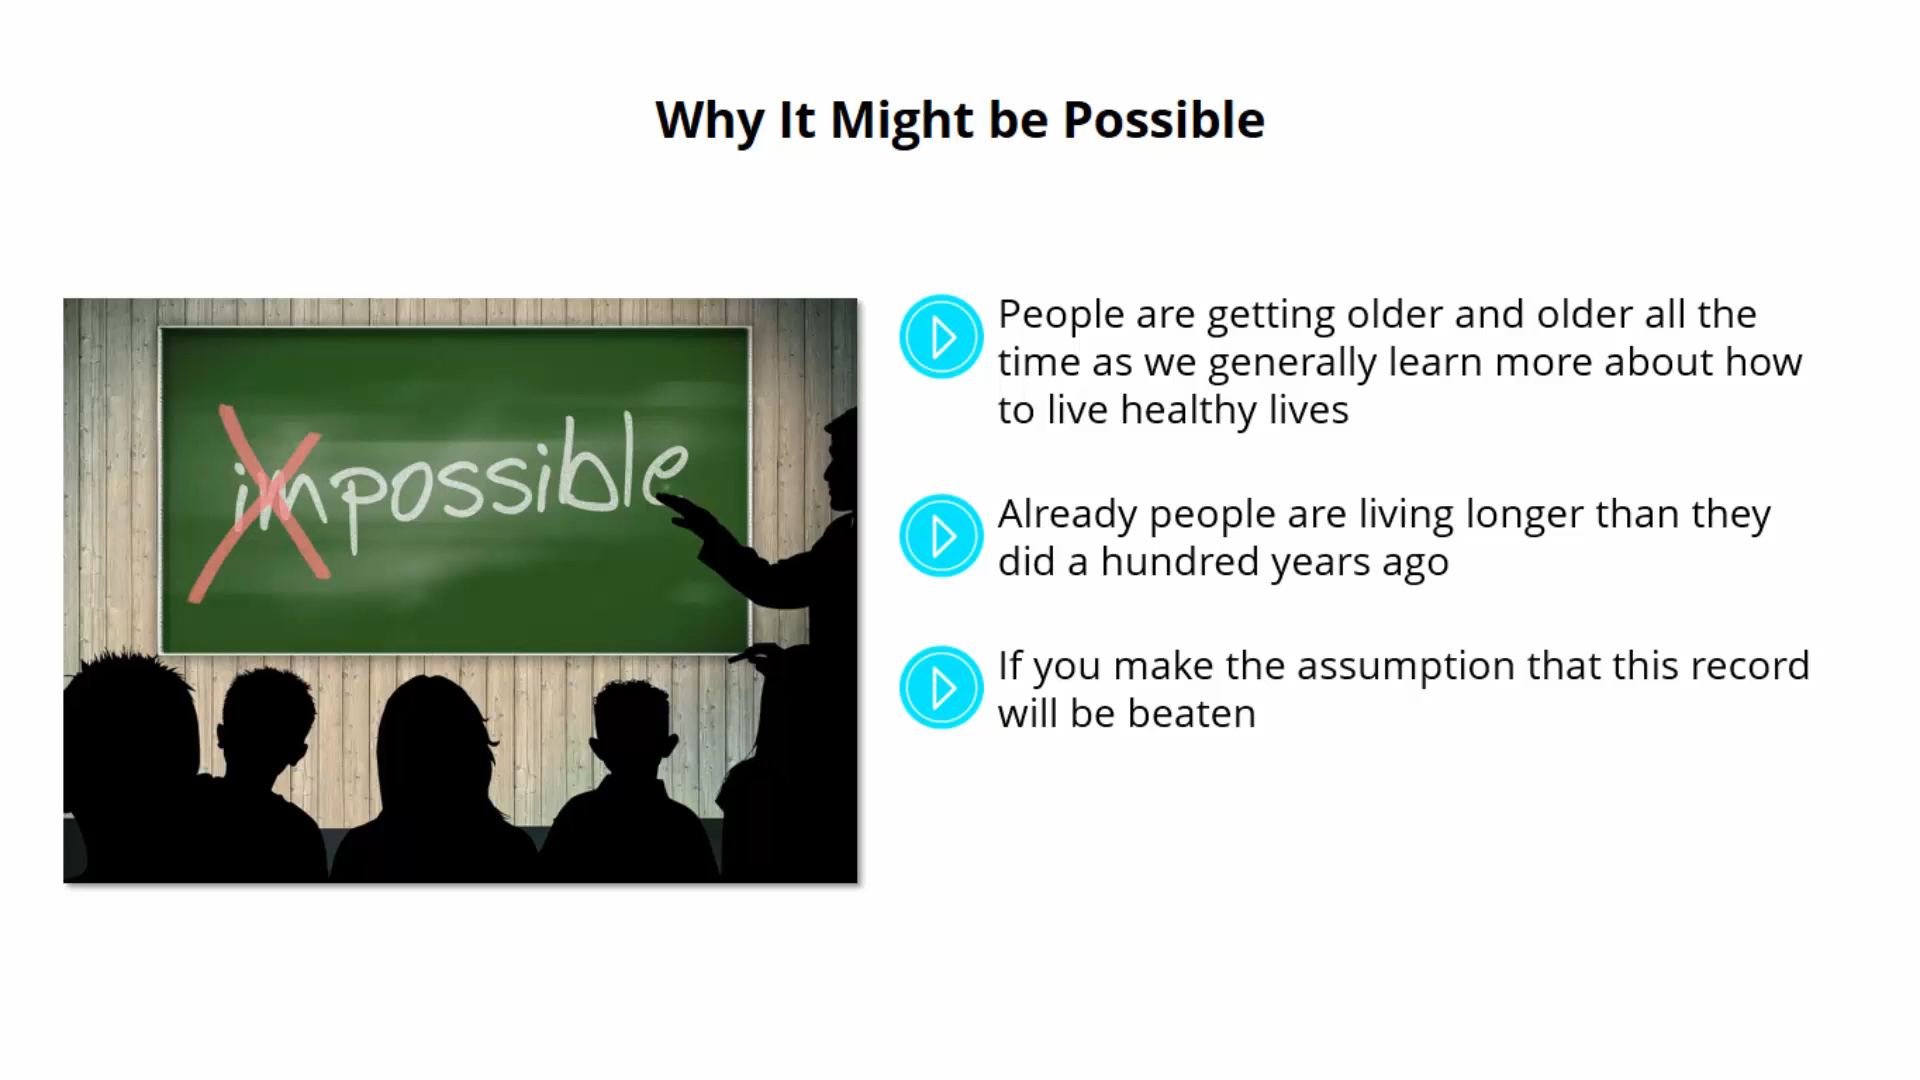 Why It Might be Possible
impossible
People are getting older and older all the
time as we generally learn more about how
to live healthy lives
Already people are living longer than they
did a hundred years ago
If you make the assumption that this record
will be beaten